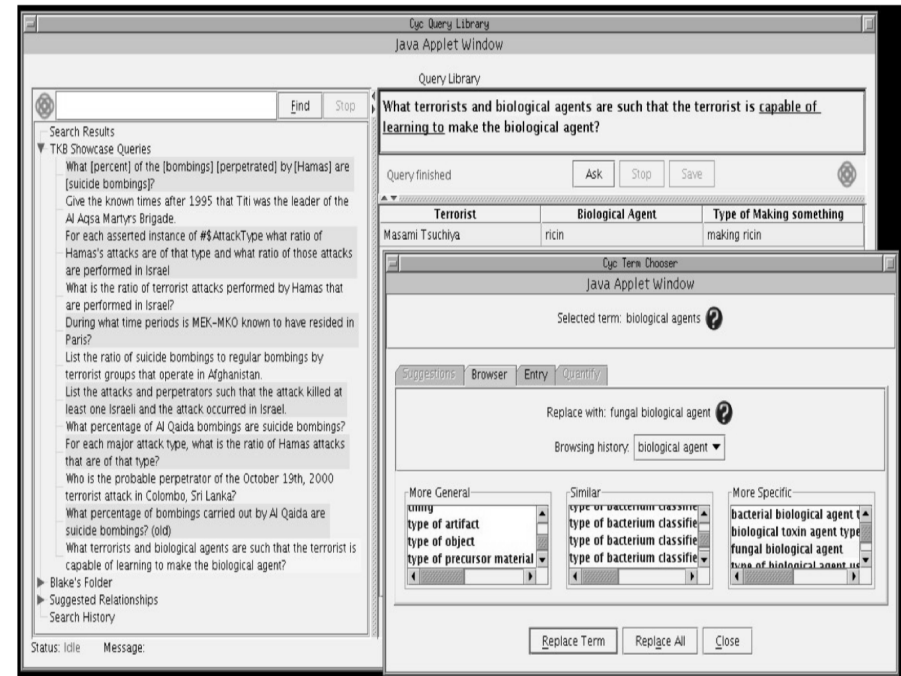 Cyc Query Library
Java Applet Window
Query Library
Find
Stop
Search Results
TKB Showcase Queries
What [percent] of the [bombings] [perpetrated] by [Hamas] are
[suicide bombings]?
Give the known times after 1995 that Titi was the leader of the
Al Aqsa Martyrs Brigade.
For each asserted instance of #$AttackType what ratio of
Hamas's attacks are of that type and what ratio of those attacks
are performed in Israel
What is the ratio of terrorist attacks performed by Hamas that
are performed in Israel?
During what time periods is MEK-MKO known to have resided in
Paris?
List the ratio of suicide bombings to regular bombings by
terrorist groups that operate in Afghanistan.
List the attacks and perpetrators such that the attack killed at
least one Israeli and the attack occurred in Israel.
What percentage of Al Qaida bombings are suicide bombings?
For each major attack type, what is the ratio of Hamas attacks
that are of that type?
Who is the probable perpetrator of the October 19th, 2000
terrorist attack in Colombo, Sri Lanka?
What percentage of bombings carried out by Al Qaida are
suicide bombings? (old)
What terrorists and biological agents are such that the terrorist is
capable of learning to make the biological agent?
Blake's Folder
Suggested Relationships
Search History
Status: Idle Message:
What terrorists and biological agents are such that the terrorist is capable of
learning to make the biological agent?
Query finished
Ask
Stop
Save
Terrorist Biological Agent Type of Making something
Masami Tsuchiya ricin making ricin
Cyc Term Chooser
Java Applet Window
Selected term: biological agents ?
Suggestions Browser Entry Quantify
Replace with: fungal biological agent ?
Browsing history: biological agent
More General
thing
type of artifact
type of object
type of precursor material
Similar
type of bacterium classifie
type of bacterium classifie
type of bacterium classifie
type of bacterium classifie
More Specific
bacterial biological agent t
biological toxin agent type
fungal biological agent
type of biological agent us
Replace Term
Replace All
Close